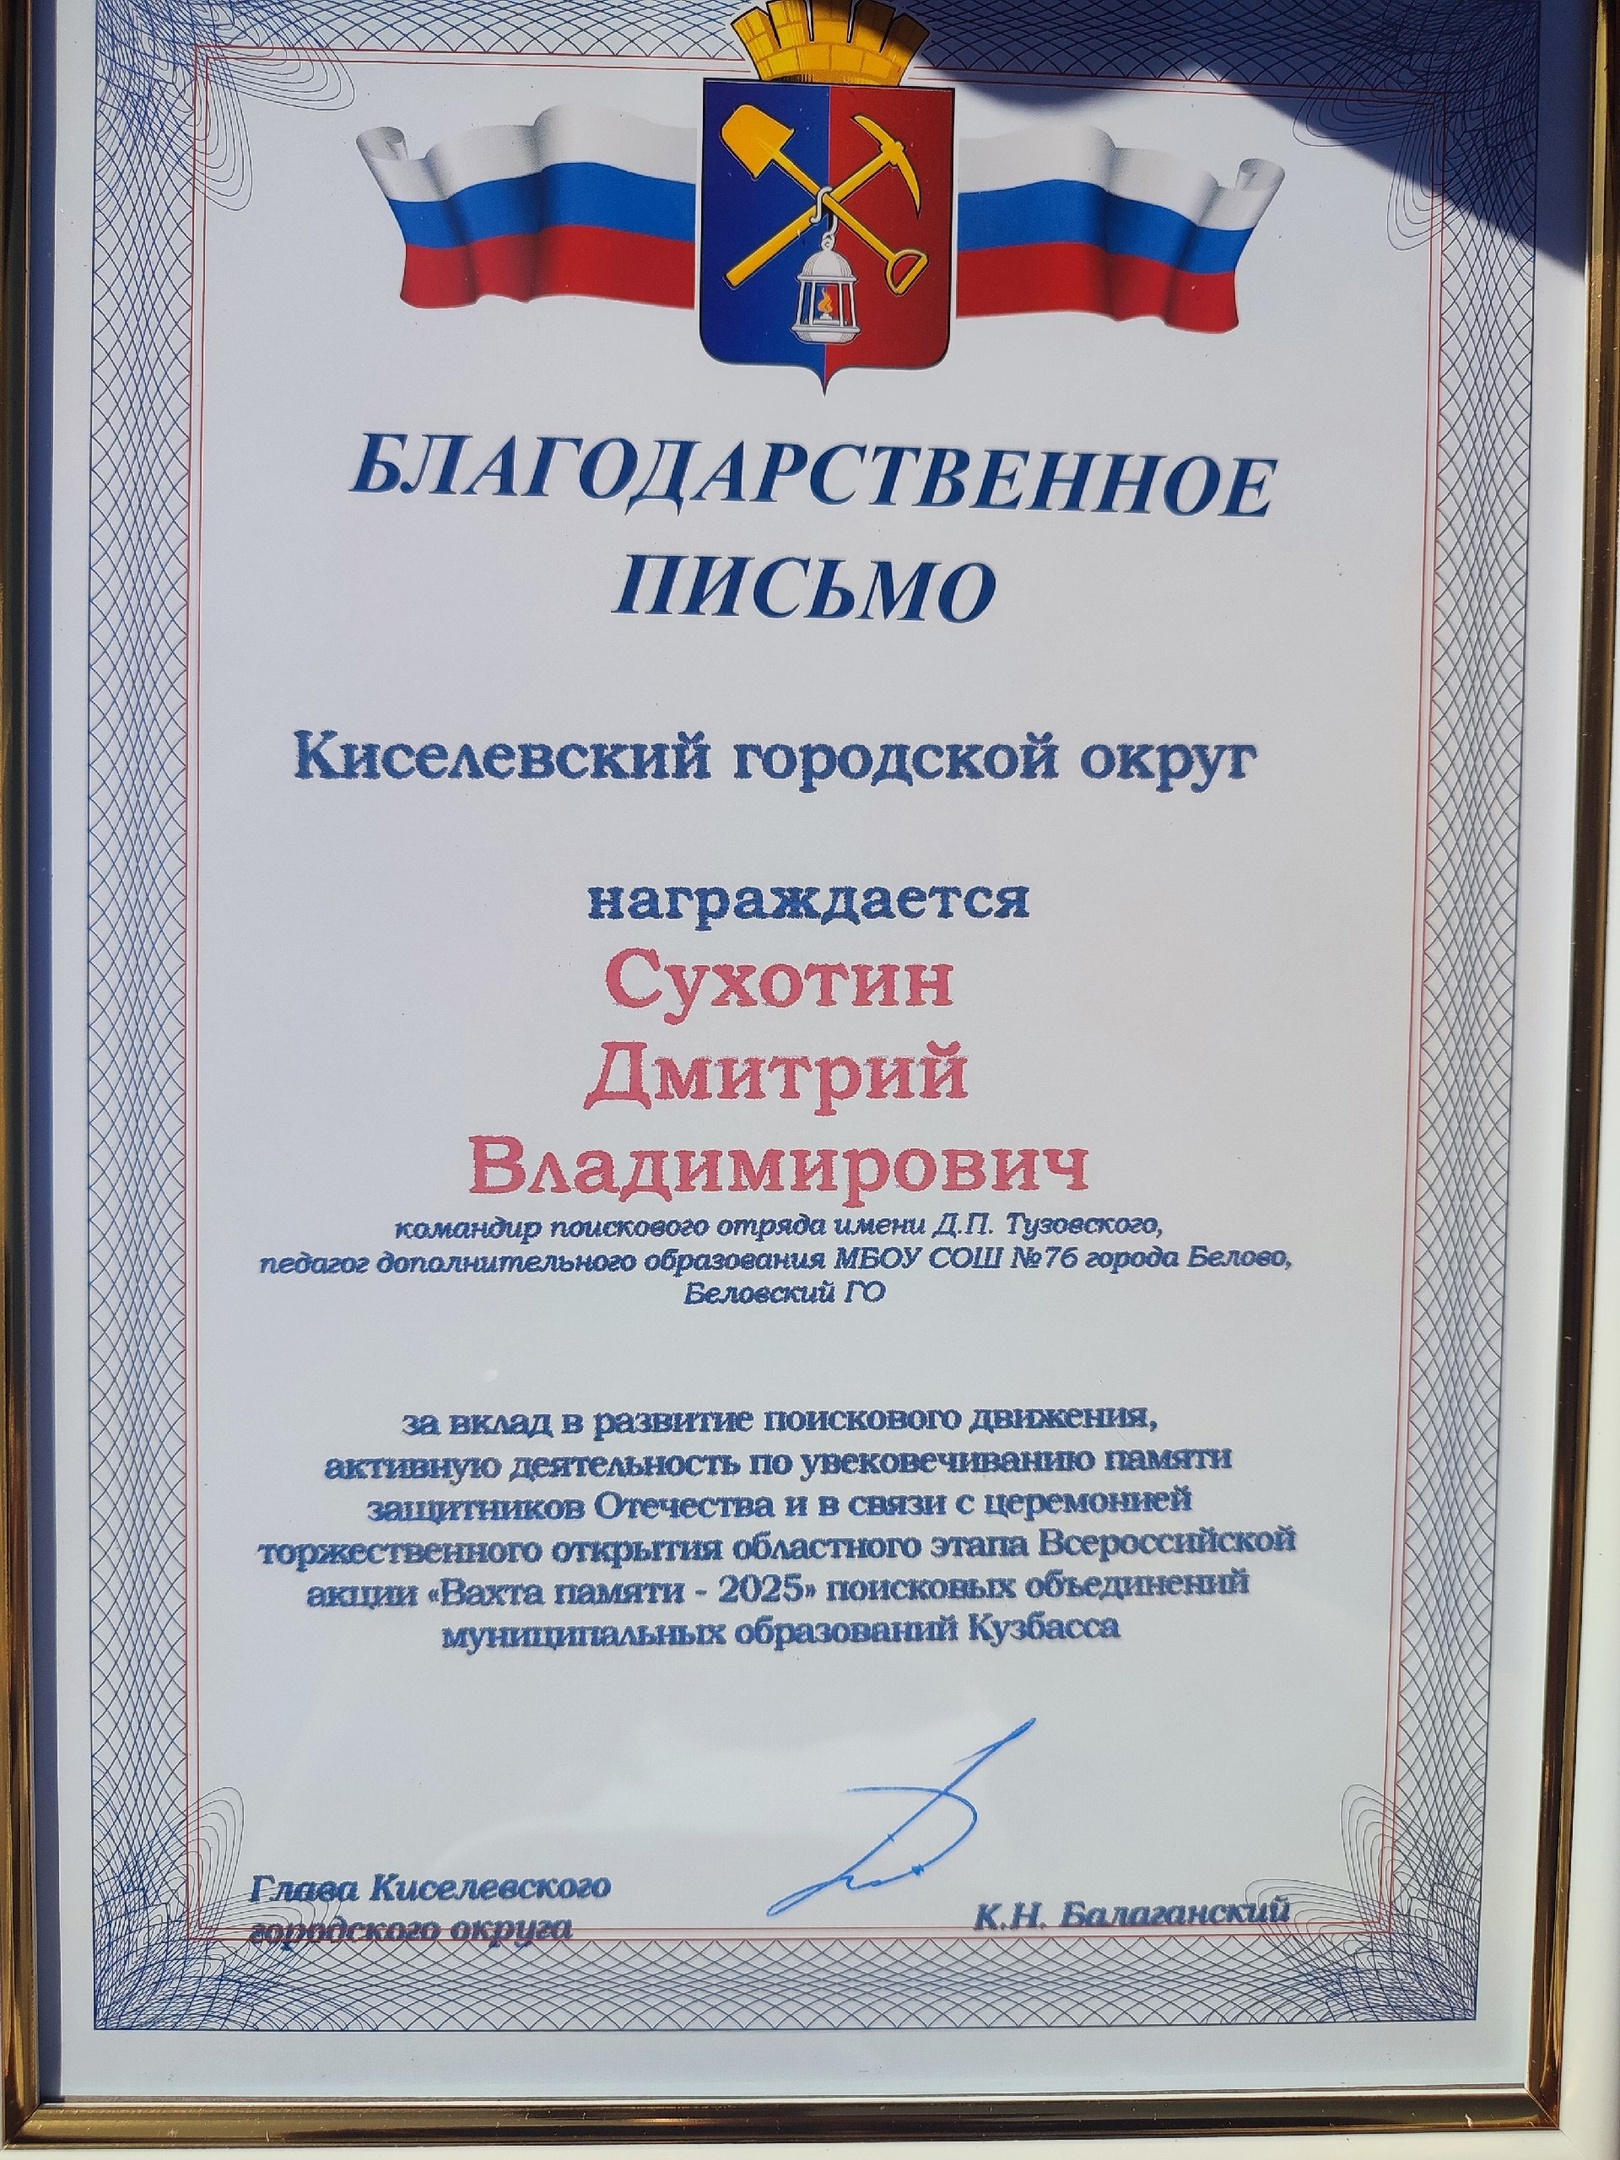 БЛАГОДАРСТВЕННОЕ
ПИСЬМО
Киселевский городской округ
награждается
Сухотин
Дмитрий
Владимирович
командир поискового отряда имени Д.П. Тузовского,
педагог дополнительного образования МБОУ СОШ №76 города Белово,
Беловский ГО
за вклад в развитие поискового движения,
активную деятельность по увековечиванию памяти
защитников Отечества и в связи с церемонией
торжественного открытия областного этапа Всероссийской
акции «Вахта памяти - 2025» поисковых объединений
муниципальных образований Кузбасса
Глава Киселевского
городского округа
К.Н. Балаганский